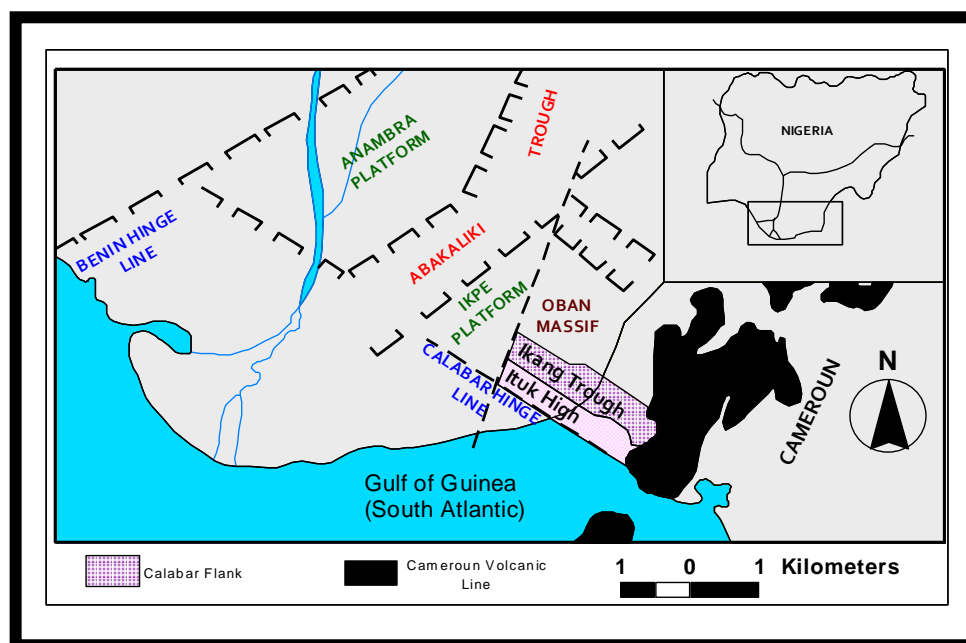 NIGERIA
ANAMBRA
PLATFORM
TROUGH
BENIN HINGE
LINE
ABAKALIKI
IKPE
PLATFORM
OBAN
MASSIF
CALABAR HINGE
LINE
Ikang Trough
Ituk High
CAMEROUN
N
Gulf of Guinea
(South Atlantic)
Calabar Flank
Cameroun Volcanic
Line
1 0 1 Kilometers